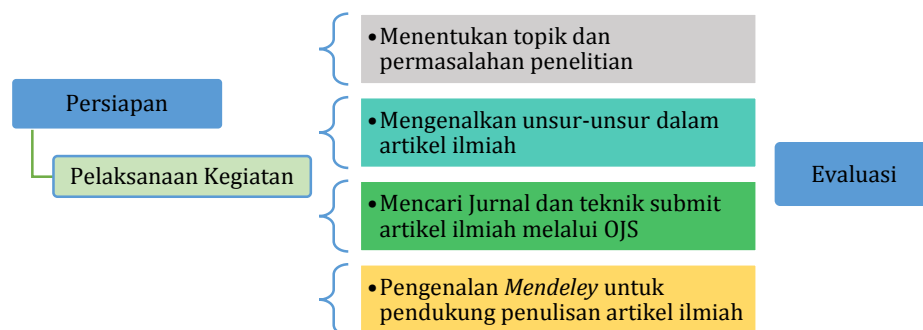 Persiapan
Pelaksanaan Kegiatan
•Menentukan topik dan
permasalahan penelitian
•Mengenalkan unsur-unsur dalam
artikel ilmiah
•Mencari Jurnal dan teknik submit
artikel ilmiah melalui OJS
•Pengenalan Mendeley untuk
pendukung penulisan artikel ilmiah
Evaluasi